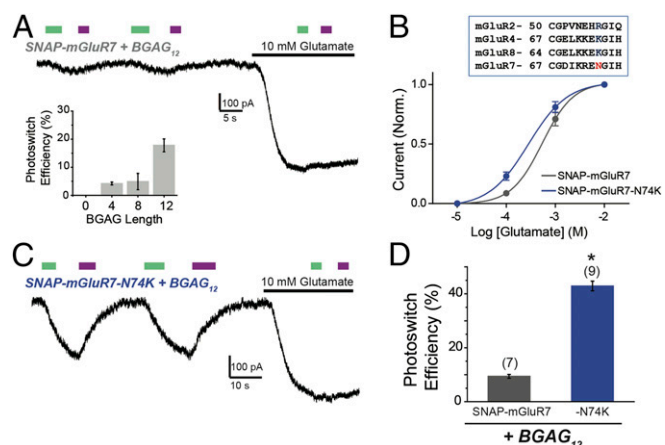 A
SNAP-mGluR7 + BGAG12
10 mM Glutamate
100 pA
5 s
Photoswitch
Efficiency (%)
30
20
10
0
0 4 8 12
BGAG Length
B
mGluR2- 50 CGPVNEHRGIQ
mGluR4- 67 CGELKKEKGIH
mGluR8- 64 CGELKKEKGIH
mGluR7- 67 CGDIKRENGIH
Current (Norm.)
1.0
0.5
0.0
SNAP-mGluR7
SNAP-mGluR7-N74K
-5 -4 -3 -2 -1
Log [Glutamate] (M)
C
SNAP-mGluR7-N74K + BGAG12
10 mM Glutamate
100 pA
10 s
D
Photoswitch
Efficiency (%)
40
20
0
(7)
*
(9)
SNAP-mGluR7 -N74K
+ BGAG12